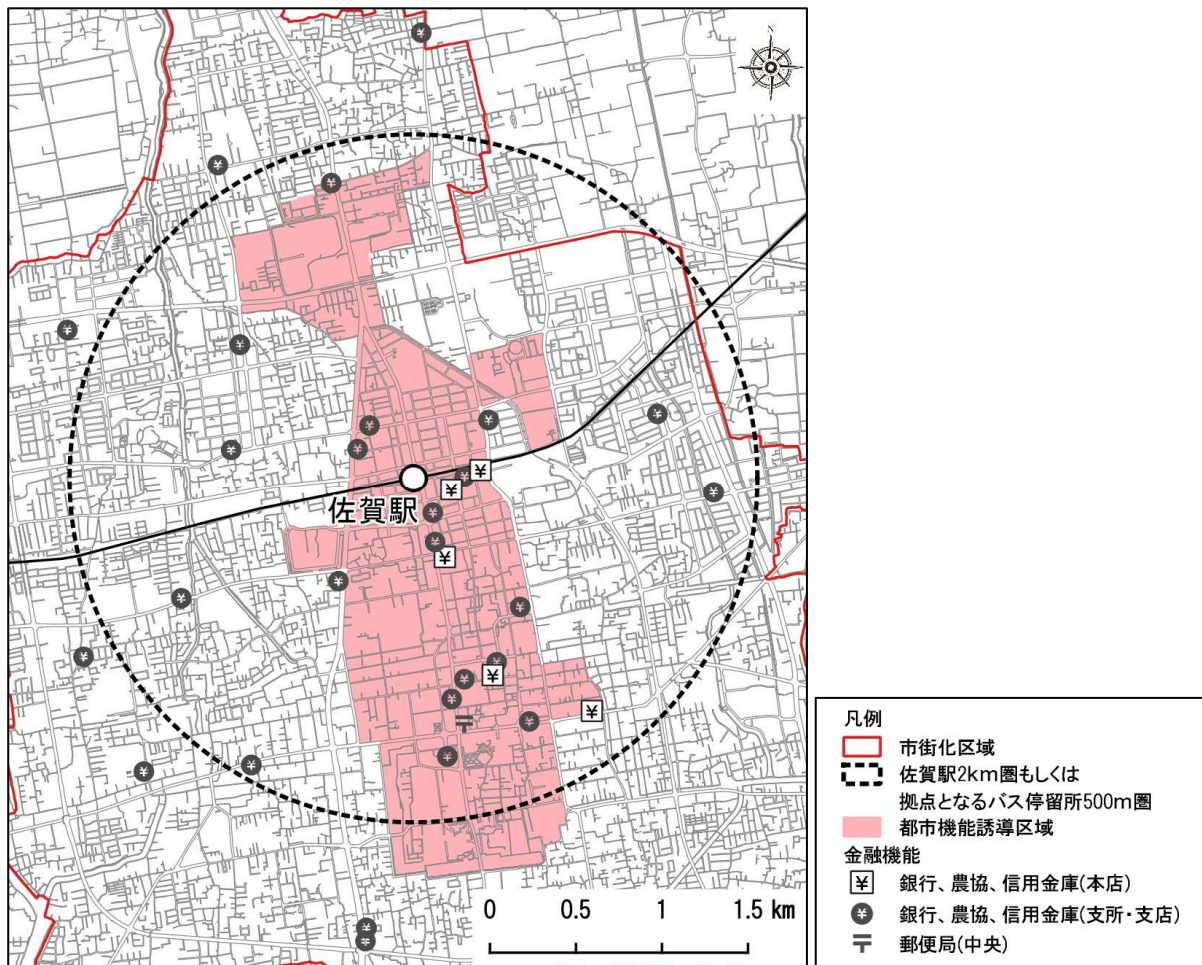 N
佐賀駅
0 0.5 1 1.5 km
凡例
市街化区域
佐賀駅2km圏もしくは
拠点となるバス停留所500m圏
都市機能誘導区域
金融機能
¥ 銀行、農協、信用金庫(本店)
¥ 銀行、農協、信用金庫(支所・支店)
〒 郵便局(中央)